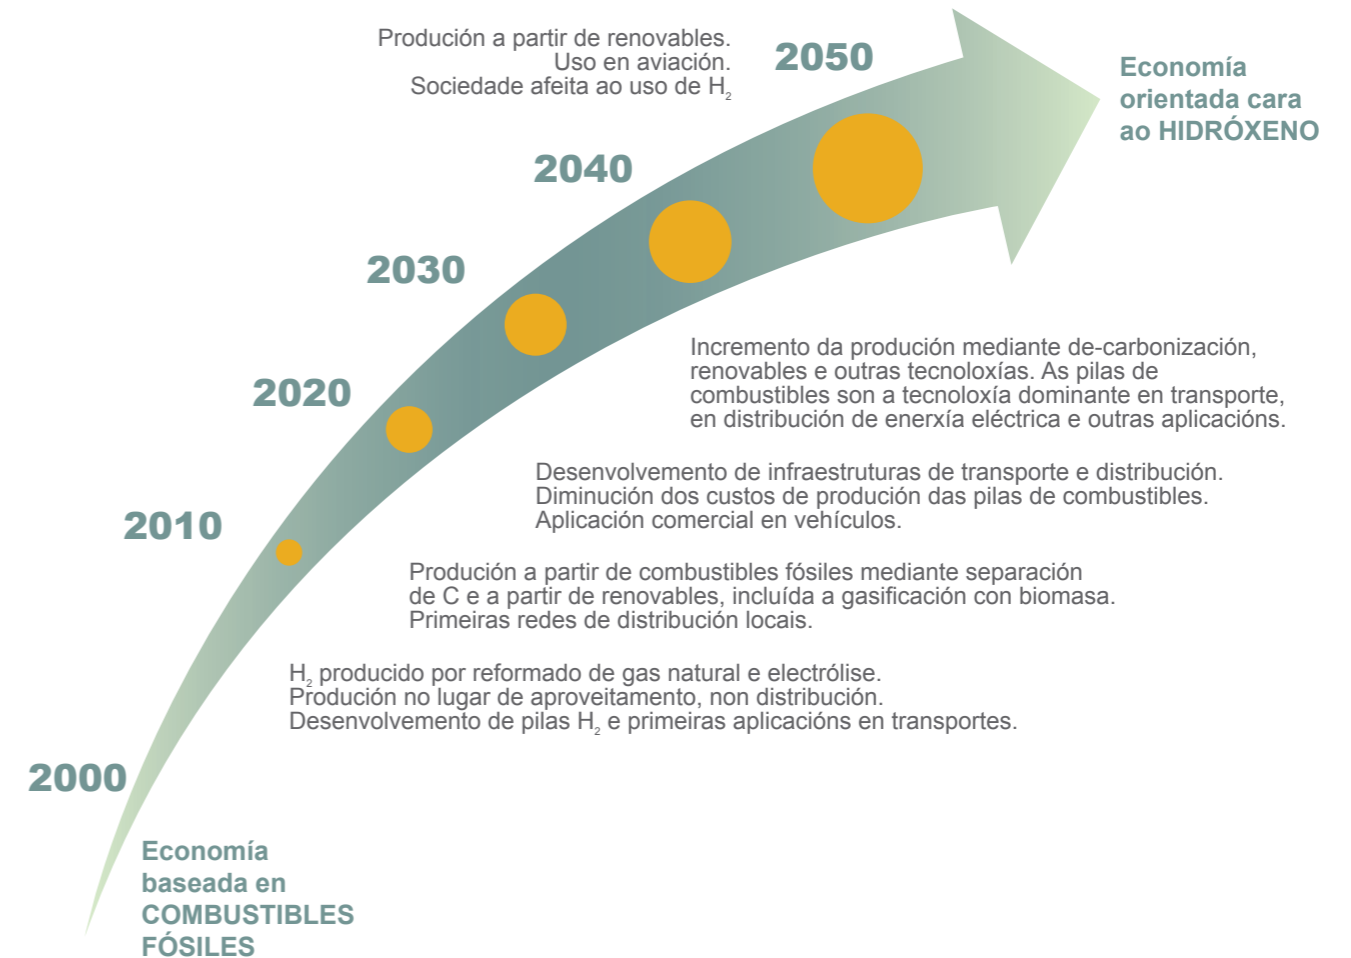 Produción a partir de renovables.
Uso en aviación.
Sociedade afeita ao uso de H₂
2050
Economía
orientada cara
ao HIDRÓXENO
2040
2030
Incremento da produción mediante de-carbonización,
renovables e outras tecnoloxías. As pilas de
combustibles son a tecnoloxía dominante en transporte,
en distribución de enerxía eléctrica e outras aplicacións.
2020
Desenvolvemento de infraestruturas de transporte e distribución.
Diminución dos custos de produción das pilas de combustibles.
Aplicación comercial en vehículos.
2010
Produción a partir de combustibles fósiles mediante separación
de C e a partir de renovables, incluída a gasificación con biomasa.
Primeiras redes de distribución locais.
H₂ producido por reformado de gas natural e electrólise.
Produción no lugar de aproveitamento, non distribución.
Desenvolvemento de pilas H₂ e primeiras aplicacións en transportes.
2000
Economía
baseada en
COMBUSTIBLES
FÓSILES